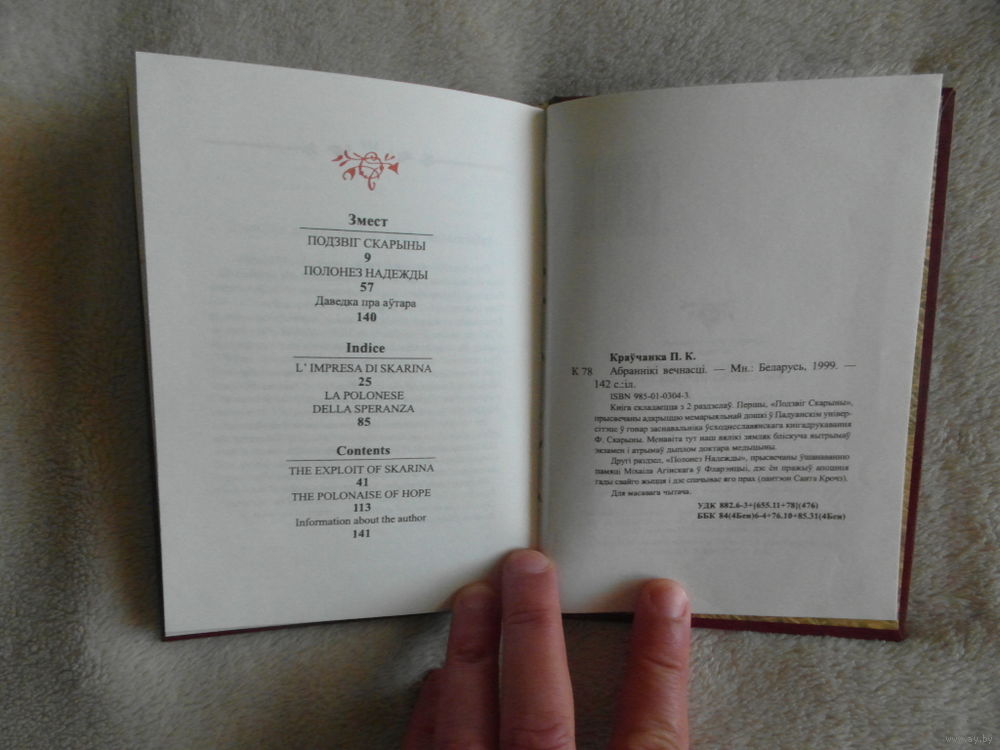 Змест
ПОДЗВІГ СКАРЫНЫ
9
ПОЛОНЕЗ НАДЕЖДЫ
57
Даведка пра аўтара
140
Indice
L' IMPRESA DI SKARINA
25
LA POLONESE
DELLA SPERANZA
85
Contents
THE EXPLOIT OF SKARINA
41
THE POLONAISE OF HOPE
113
Information about the author
141
Краўчанка П. К.
К 78 Абраннікі вечнасці. — Мн.: Беларусь, 1999. —
142 с.:іл.
ISBN 985-01-0304-3.
Кніга складаецца з 2 раздзелаў. Першы, «Подзвіг Скарыны»,
прысвечаны адкрыццю мемарыяльнай дошкі ў Падуанскім універ-
сітэце ў гонар заснавальніка ўсходнеславянскага кнігадрукавання
Ф. Скарыны. Менавіта тут наш вялікі зямляк бліскуча вытрымаў
экзамен і атрымаў дыплом доктара медыцыны.
Другі раздзел, «Полонез Надежды», прысвечаны ўшанаванню
памяці Міхаіла Агінскага ў Фларэнцыі, дзе ён пражыў апошнія
гады свайго жыцця і дзе спачывае яго прах (пантэон Санта Крочэ).
Для масавага чытача.
УДК 882.6-3+[655.11+78](476)
ББК 84(4Беи)6-4+76.10+85.31(4Беи)
www.ay.by